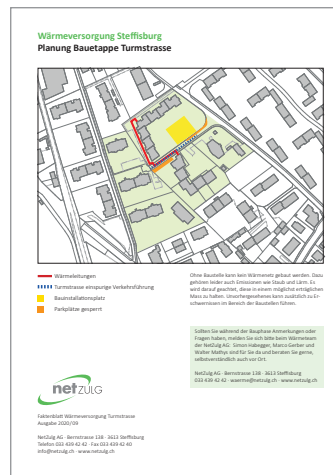 Wärmeversorgung Steffisburg
Planung Bauetappe Turmstrasse
Wärmeleitungen
Turmstrasse einspurige Verkehrsführung
Bauinstallationsplatz
Parkplätze gesperrt
Ohne Baustelle kann kein Wärmenetz gebaut werden. Dazu
gehören leider auch Emissionen wie Staub und Lärm. Es
wird darauf geachtet, diese in einem möglichst erträglichen
Mass zu halten. Unvorhergesehenes kann zusätzlich zu Er-
schwernissen im Bereich der Baustellen führen.
Sollten Sie während der Bauphase Anmerkungen oder
Fragen haben, melden Sie sich bitte beim Wärmeteam
der NetZulg AG. Simon Habegger, Marco Gerber und
Walter Mathys sind für Sie da und beraten Sie gerne,
selbstverständlich auch vor Ort.
NetZulg AG · Bernstrasse 138 · 3613 Steffisburg
033 439 42 42 · waerme@netzulg.ch · www.netzulg.ch
netZULG
Faktenblatt Wärmeversorgung Turmstrasse
Ausgabe 2020/09
NetZulg AG · Bernstrasse 138 · 3613 Steffisburg
Telefon 033 439 42 42 · Fax 033 439 42 40
info@netzulg.ch · www.netzulg.ch